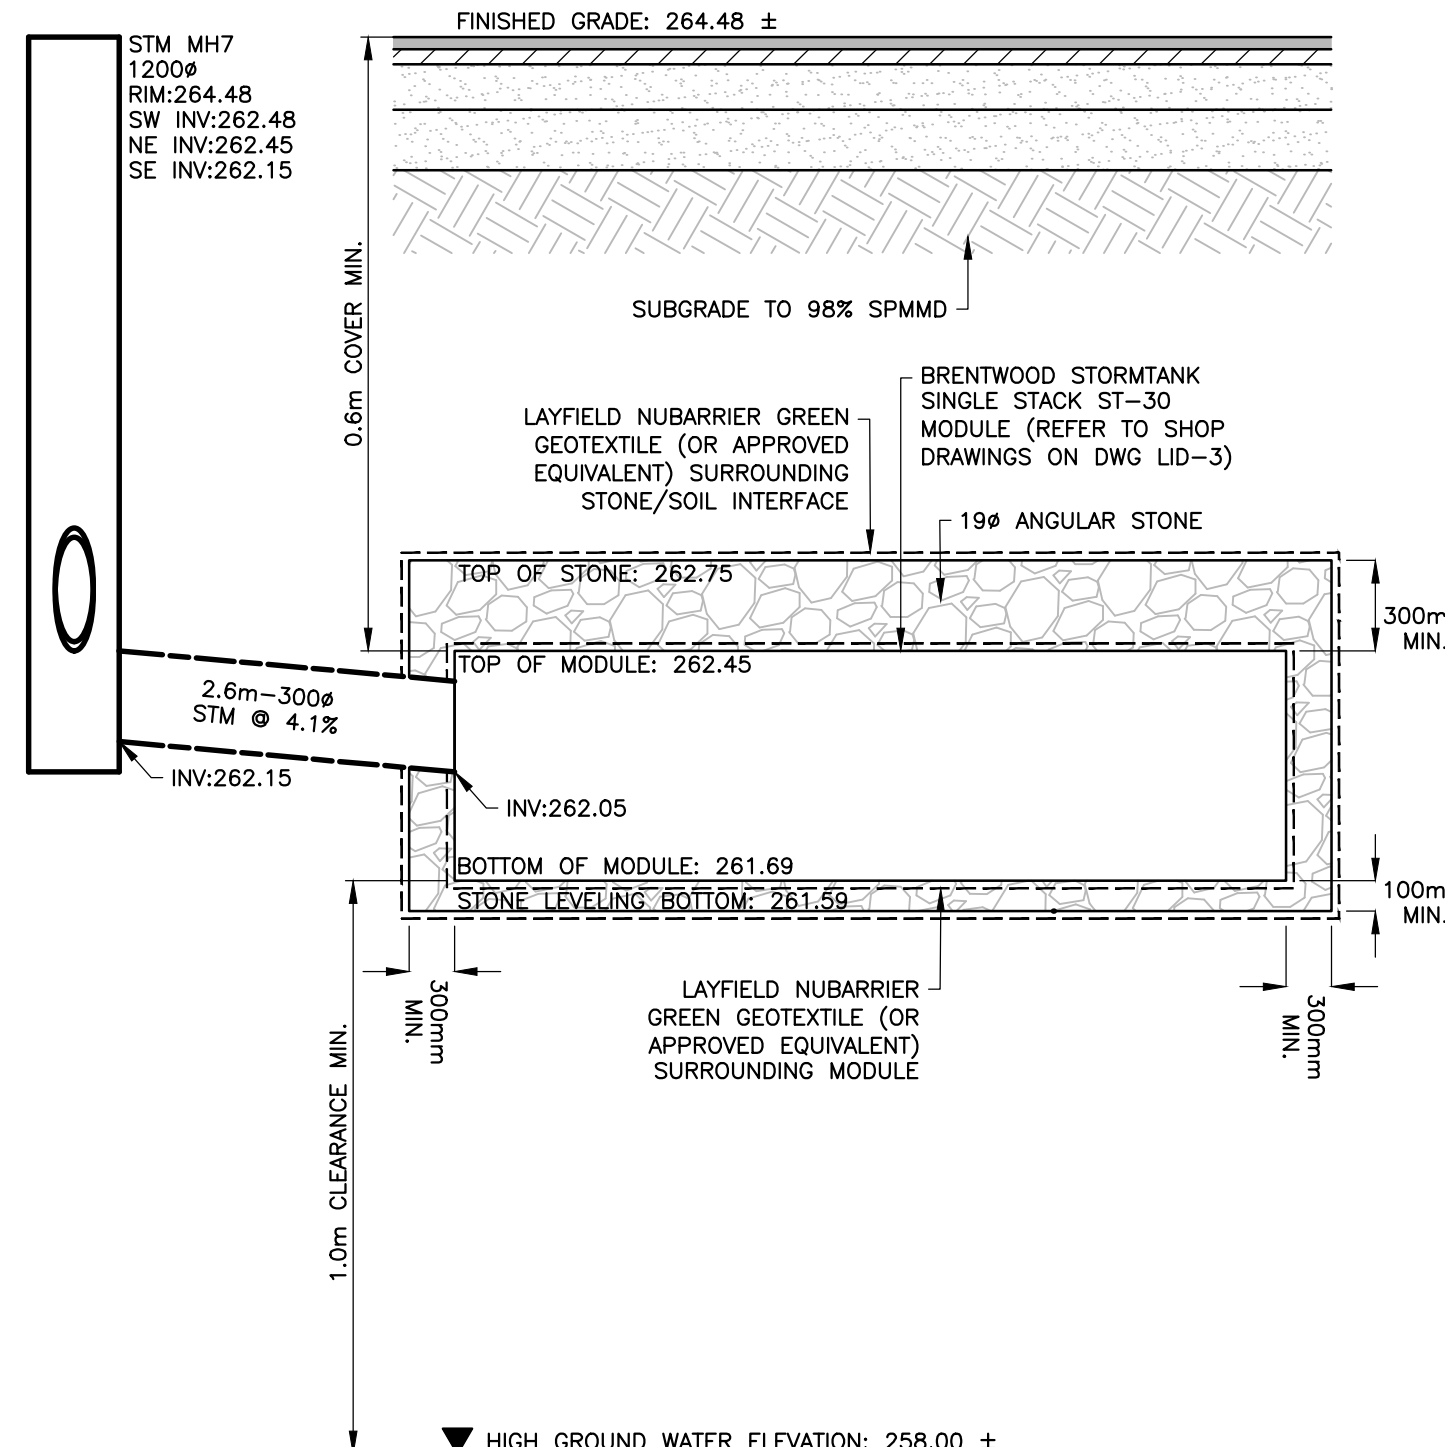 FINISHED GRADE: 264.48 ±
STM MH7
1200ø
RIM:264.48
SW INV:262.48
NE INV:262.45
SE INV:262.15
0.6m COVER MIN.
SUBGRADE TO 98% SPMMD
BRENTWOOD STORMTANK
SINGLE STACK ST-30
MODULE (REFER TO SHOP
DRAWINGS ON DWG LID-3)
LAYFIELD NUBARRIER GREEN
GEOTEXTILE (OR APPROVED
EQUIVALENT) SURROUNDING
STONE/SOIL INTERFACE
19ø ANGULAR STONE
TOP OF STONE: 262.75
300m
MIN.
TOP OF MODULE: 262.45
2.6m-300ø
STM @ 4.1%
INV:262.15
INV:262.05
BOTTOM OF MODULE: 261.69
STONE LEVELING BOTTOM: 261.59
100m
MIN.
300mm
MIN.
LAYFIELD NUBARRIER
GREEN GEOTEXTILE (OR
APPROVED EQUIVALENT)
SURROUNDING MODULE
300mm
MIN.
1.0m CLEARANCE MIN.
HIGH GROUND WATER ELEVATION: 258.00 ±